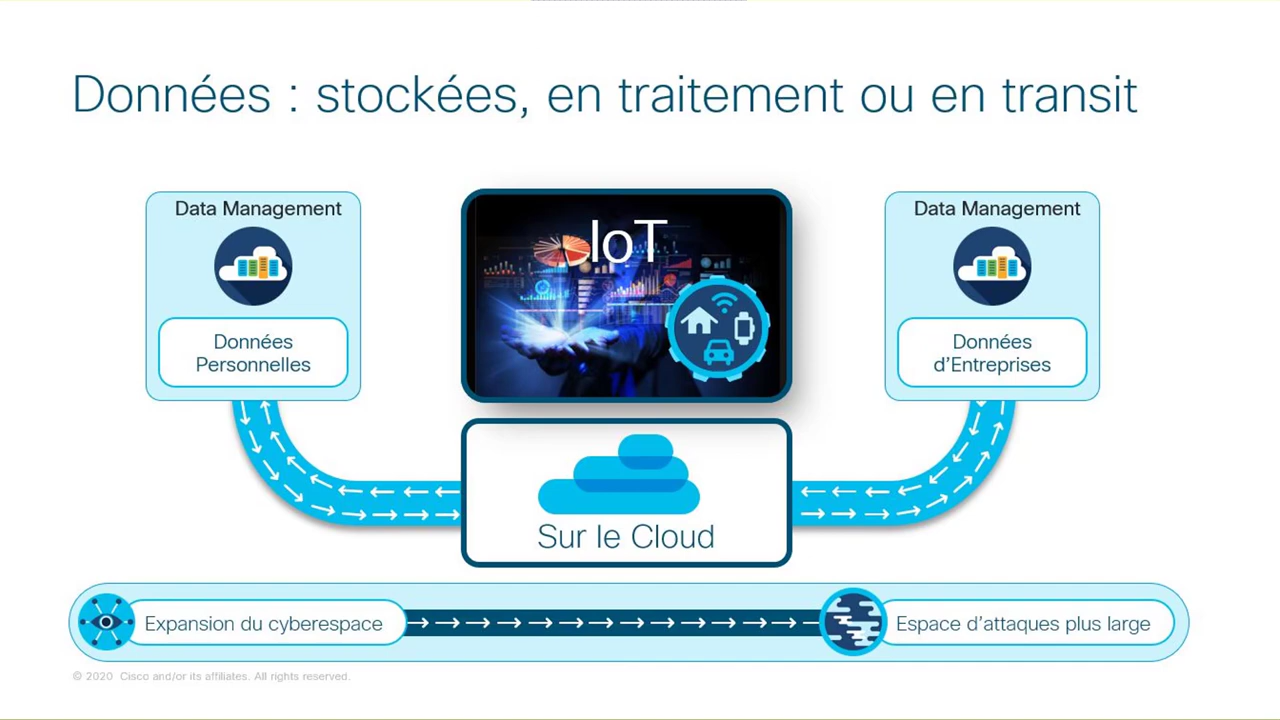 Données : stockées, en traitement ou en transit
Data Management
Données
Personnelles
IoT
Data Management
Données
d'Entreprises
Sur le Cloud
Expansion du cyberespace
Espace d'attaques plus large
© 2020 Cisco and/or its affiliates. All rights reserved.